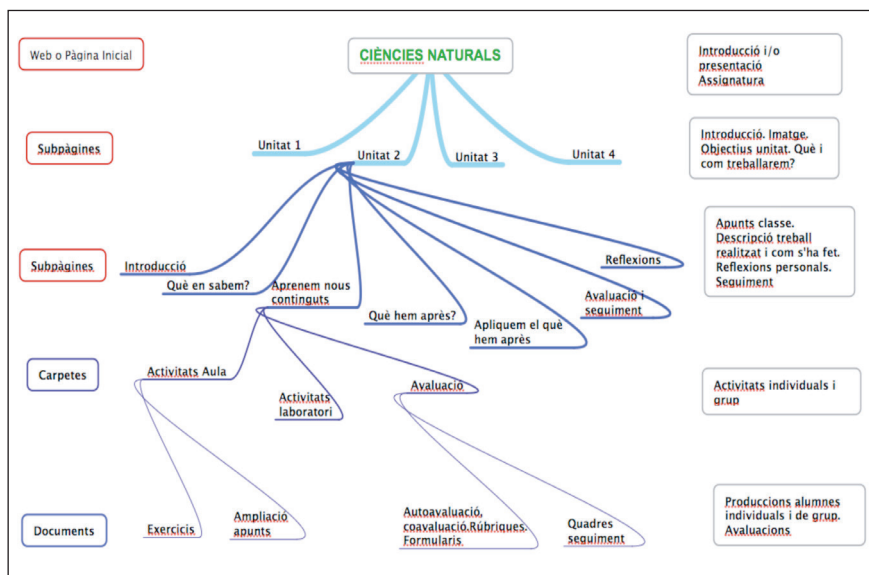 Web o Pàgina Inicial
CIÈNCIES NATURALS
Introducció i/o
presentació
Assignatura
Subpàgines
Unitat 1
Unitat 2
Unitat 3
Unitat 4
Introducció. Imatge.
Objectius unitat. Què i
com treballarem?
Subpàgines
Introducció
Què en sabem?
Aprenem nous
continguts
Què hem après?
Apliquem el què
hem après
Avaluació i
seguiment
Reflexions
Apunts classe.
Descripció treball
realitzat i com s'ha fet.
Reflexions personals.
Seguiment
Carpetes
Activitats Aula
Activitats
laboratori
Avaluació
Activitats individuals i
grup
Documents
Exercicis
Ampliació
apunts
Autoavaluació,
coavaluació.Rúbriques.
Formularis
Quadres
seguiment
Produccions alumnes
individuals i de grup.
Avaluacions